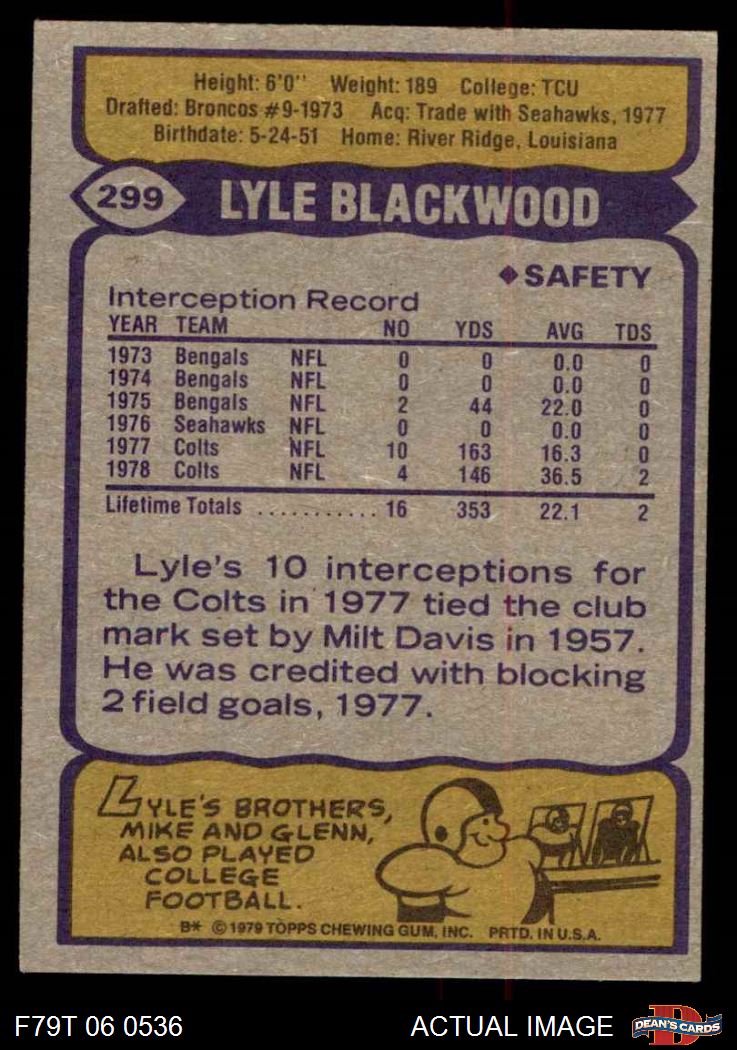 Height: 6'0" Weight: 189 College: TCU
Drafted: Broncos #9-1973 Acq: Trade with Seahawks, 1977
Birthdate: 5-24-51 Home: River Ridge, Louisiana
299 LYLE BLACKWOOD
◆SAFETY
Interception Record
YEAR TEAM NO YDS AVG TDS
1973 Bengals NFL 0 0 0.0 0
1974 Bengals NFL 0 0 0.0 0
1975 Bengals NFL 2 44 22.0 0
1976 Seahawks NFL 0 0 0.0 0
1977 Colts NFL 10 163 16.3 0
1978 Colts NFL 4 146 36.5 2
Lifetime Totals ........... 16 353 22.1 2
Lyle's 10 interceptions for
the Colts in 1977 tied the club
mark set by Milt Davis in 1957.
He was credited with blocking
2 field goals, 1977.
LYLE'S BROTHERS,
MIKE AND GLENN,
ALSO PLAYED
COLLEGE
FOOTBALL.
B* © 1979 TOPPS CHEWING GUM, INC. PRTD. IN U.S.A.
F79T 06 0536 ACTUAL IMAGE DEAN'S CARDS